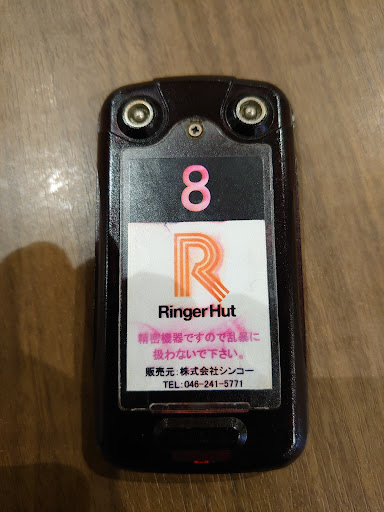 8
RingerHut
精密機器ですので乱暴に
扱わないで下さい。
販売元:株式会社シンコー
TEL:046-241-5771